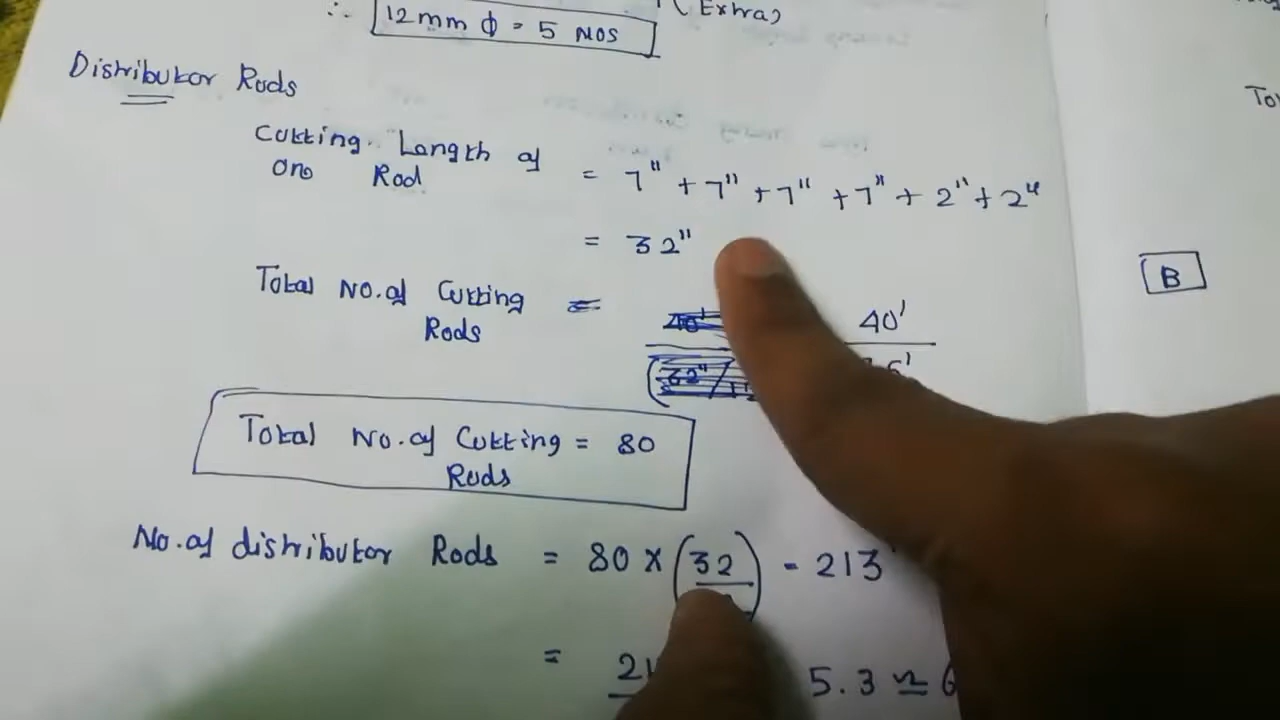 (Extra)
∴ 12mm ϕ = 5 NOS
Distributor Rods
Cutting Length of
One Rod
= 7" + 7" + 7" + 7" + 2" + 2"
= 32"
Total No. of Cutting
Rods
=
40'
B
Total No. of Cutting = 80
Rods
No. of distributor Rods = 80 x (32 = 213'
=
5.3 ≃ 6